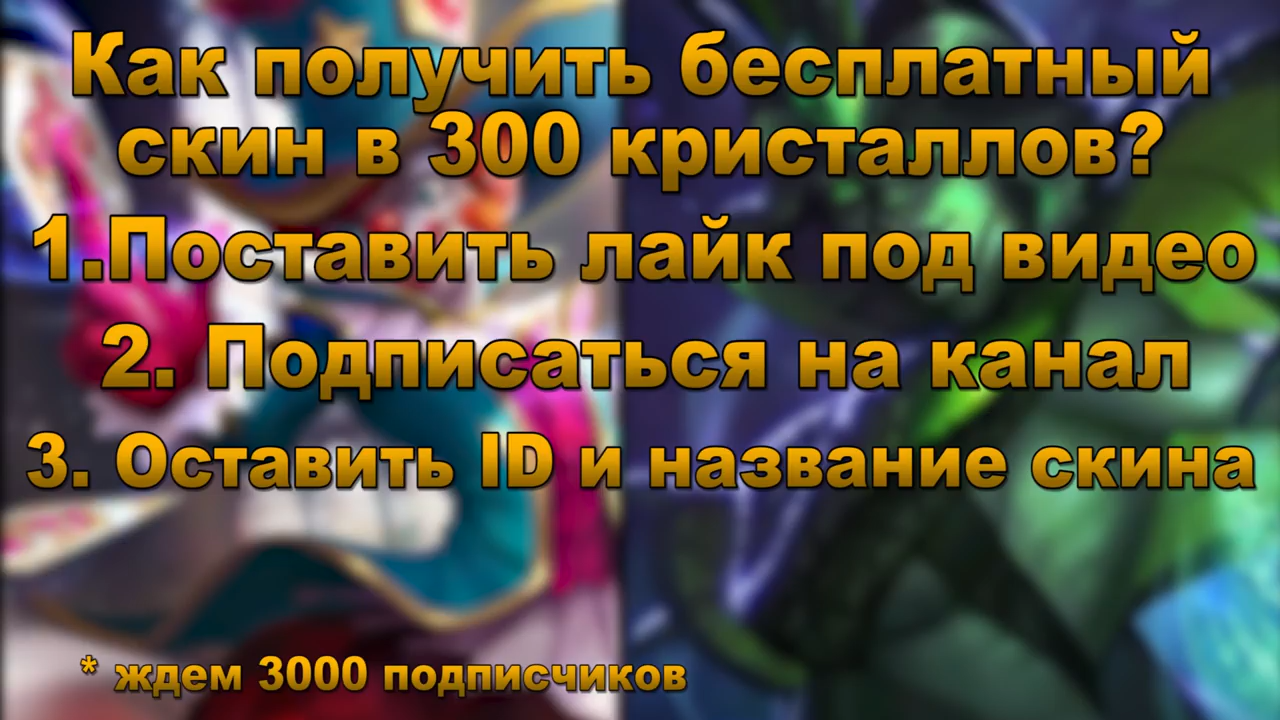 Как получить бесплатный
скин в 300 кристаллов?
1.Поставить лайк под видео
2. Подписаться на канал
3. Оставить ID и название скина
* ждем 3000 подписчиков